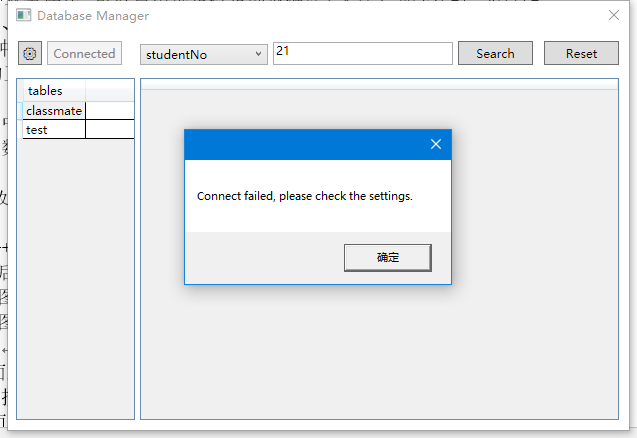 Database Manager
Connected
studentNo
21
Search
Reset
tables
classmate
test
Connect failed, please check the settings.
确定